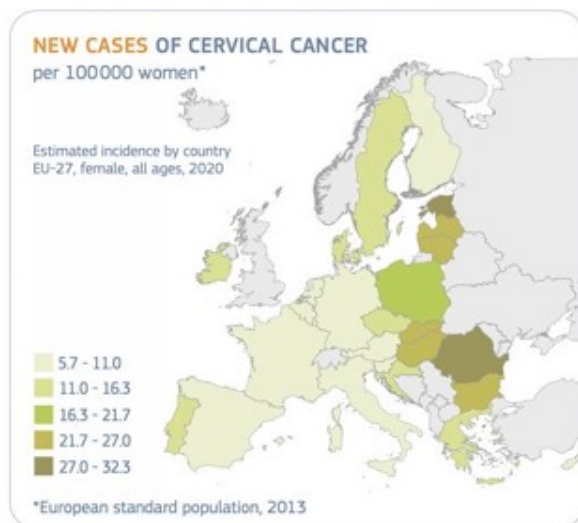 NEW CASES OF CERVICAL CANCER
per 100000 women*
Estimated incidence by country
EU-27, female, all ages, 2020
5.7 - 11.0
11.0 - 16.3
16.3 - 21.7
21.7 - 27.0
27.0 - 32.3
*European standard population, 2013